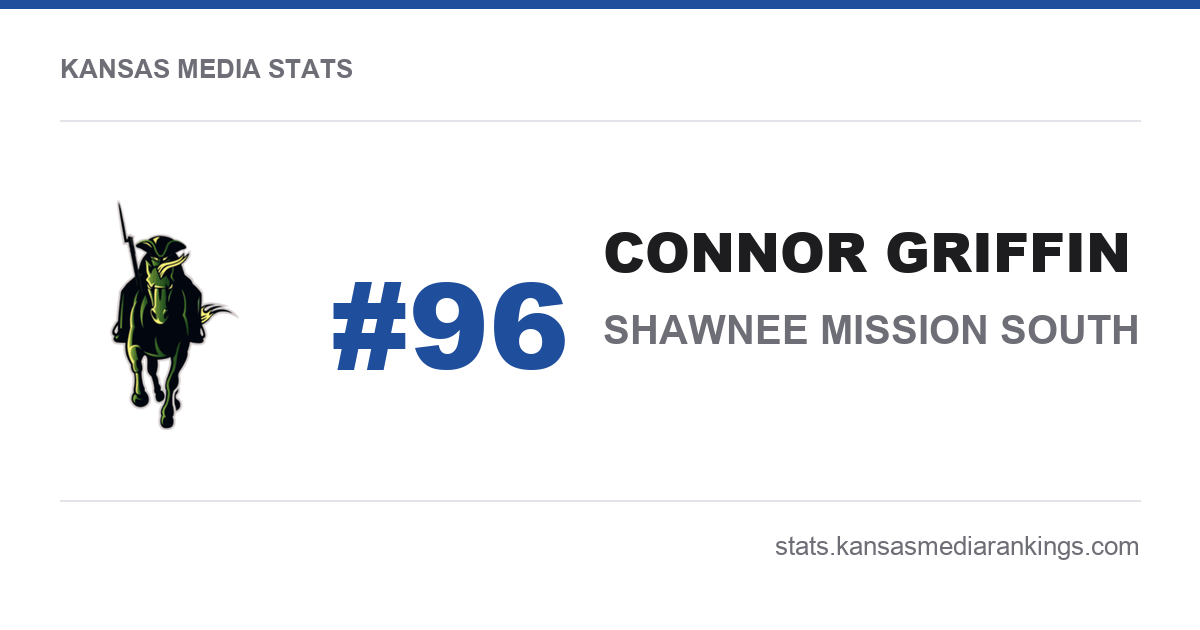 KANSAS MEDIA STATS
#96
CONNOR GRIFFIN
SHAWNEE MISSION SOUTH
stats.kansasmediarankings.com